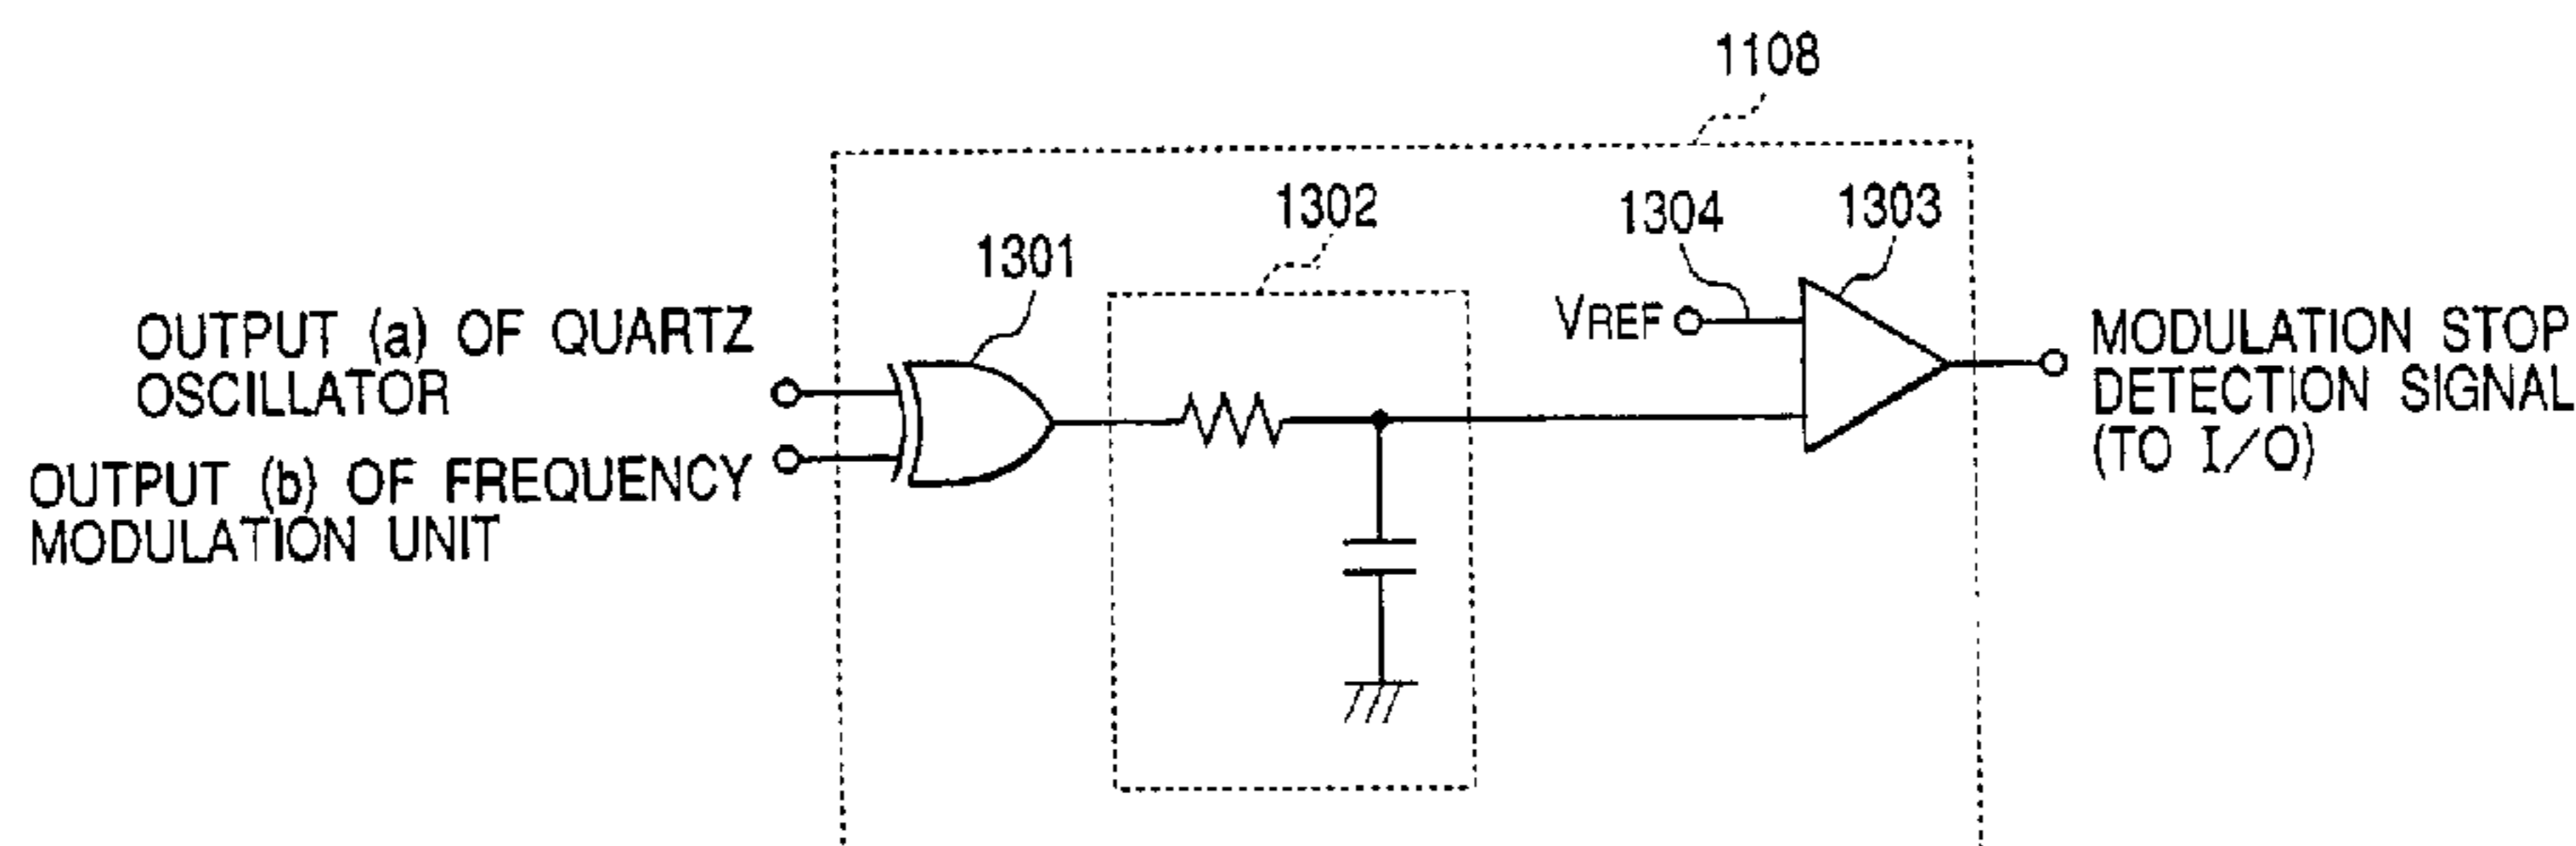 1108
1302
1304
1303
1301
VREF
OUTPUT (a) OF QUARTZ
OSCILLATOR
OUTPUT (b) OF FREQUENCY
MODULATION UNIT
MODULATION STOP
DETECTION SIGNAL
(TO I/O)